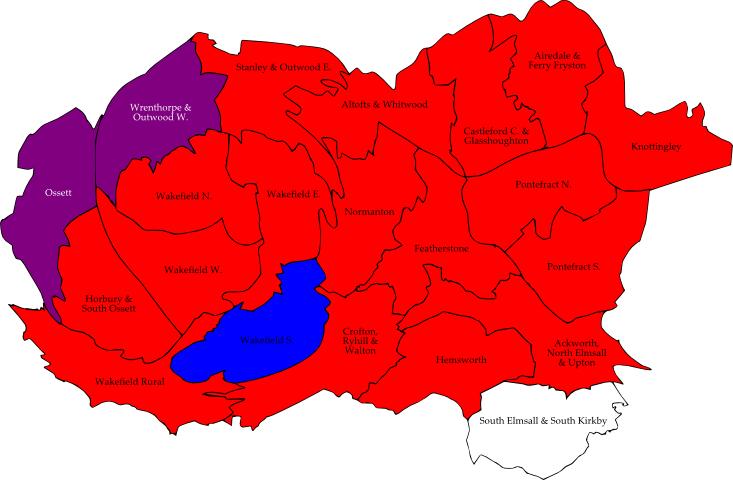 Stanley & Outwood E.
Airedale &
Ferry Fryston
Wrenthorpe &
Outwood W.
Altofts & Whitwood
Castleford C. &
Glasshoughton
Knottingley
Ossett
Wakefield N.
Wakefield E.
Pontefract N.
Normanton
Featherstone
Wakefield W.
Pontefract S.
Horbury &
South Ossett
Wakefield S.
Crofton,
Ryhill &
Walton
Hemsworth
Ackworth,
North Elmsall
& Upton
Wakefield Rural
South Elmsall & South Kirkby